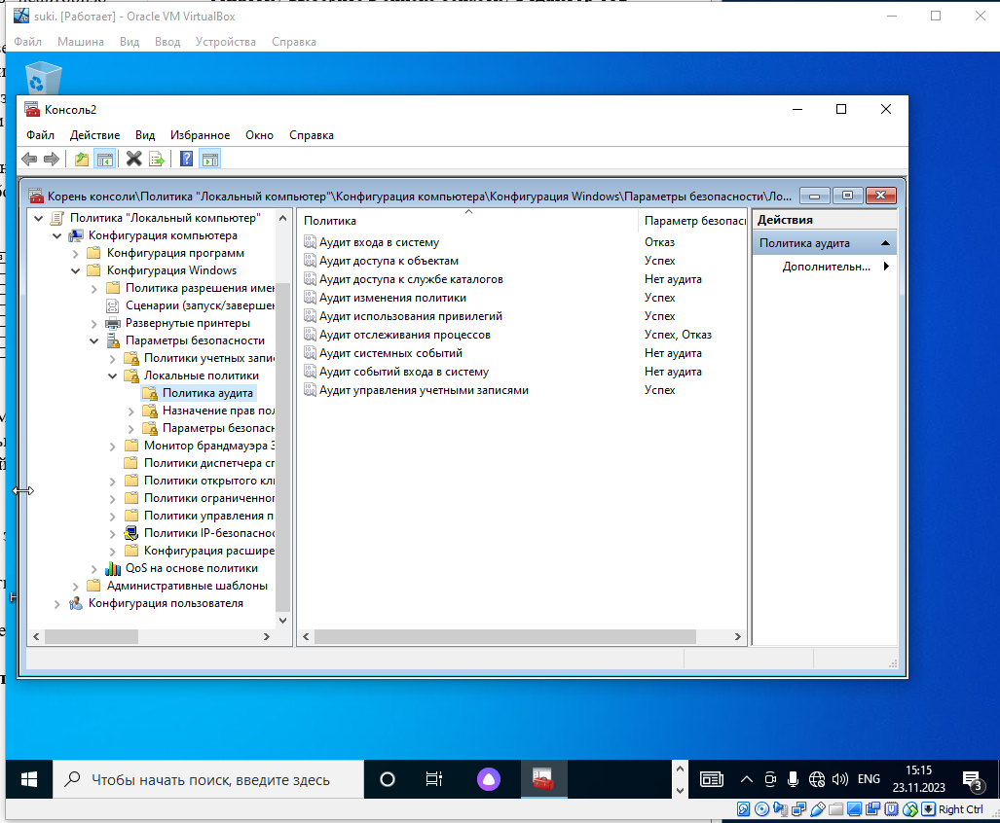 suki. [Работает] - Oracle VM VirtualBox
Файл Машина Вид Ввод Устройства Справка
Консоль2
Файл Действие Вид Избранное Окно Справка
Корень консоли\Политика "Локальный компьютер"\Конфигурация компьютера\Конфигурация Windows\Параметры безопасности\Ло...
Политика "Локальный компьютер"
Конфигурация компьютера
Конфигурация программ
Конфигурация Windows
Политика разрешения имен
Сценарии (запуск/завершен
Развернутые принтеры
Параметры безопасности
Политики учетных запи
Локальные политики
Политика аудита
Назначение прав пол
Параметры безопасн
Монитор брандмауэра З
Политики диспетчера сп
Политики открытого кл
Политики ограниченног
Политики управления п
Политики IP-безопаснос
Конфигурация расшире
QoS на основе политики
Административные шаблоны
Конфигурация пользователя
Политика Параметр безопасн
Аудит входа в систему Отказ
Аудит доступа к объектам Успех
Аудит доступа к службе каталогов Нет аудита
Аудит изменения политики Успех
Аудит использования привилегий Успех
Аудит отслеживания процессов Успех, Отказ
Аудит системных событий Нет аудита
Аудит событий входа в систему Нет аудита
Аудит управления учетными записями Успех
Действия
Политика аудита
Дополнительн...
Чтобы начать поиск, введите здесь
ENG
15:15
23.11.2023
3
Right Ctrl